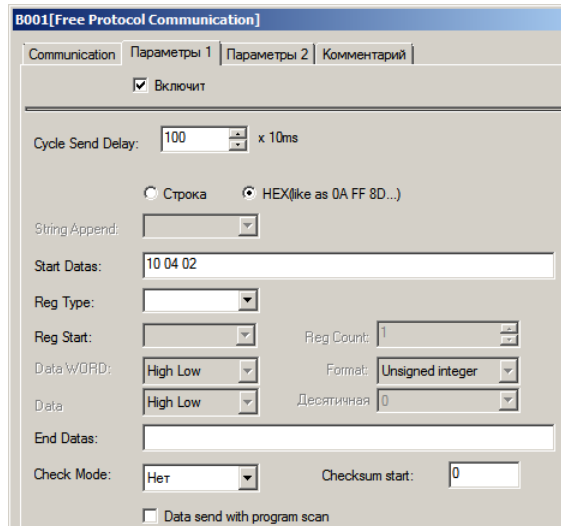 B001[Free Protocol Communication]
Communication Параметры 1 Параметры 2 Комментарий
Включит
Cycle Send Delay: 100 x 10ms
Строка HEX(like as 0A FF 8D...)
String Append:
Start Datas: 10 04 02
Reg Type:
Reg Start: Reg Count: 1
Data WORD: High Low Format: Unsigned integer
Data High Low Десятичная 0
End Datas:
Check Mode: Нет Checksum start: 0
Data send with program scan